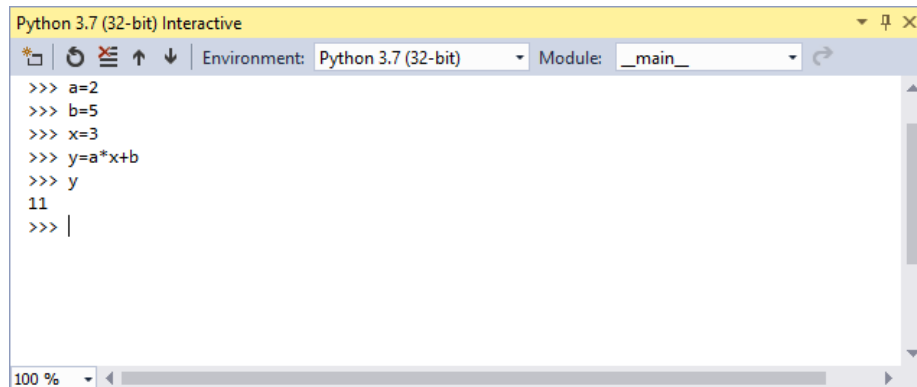 Python 3.7 (32-bit) Interactive
Environment: Python 3.7 (32-bit) Module: __main__
>>> a=2
>>> b=5
>>> x=3
>>> y=a*x+b
>>> y
11
>>>
100 %